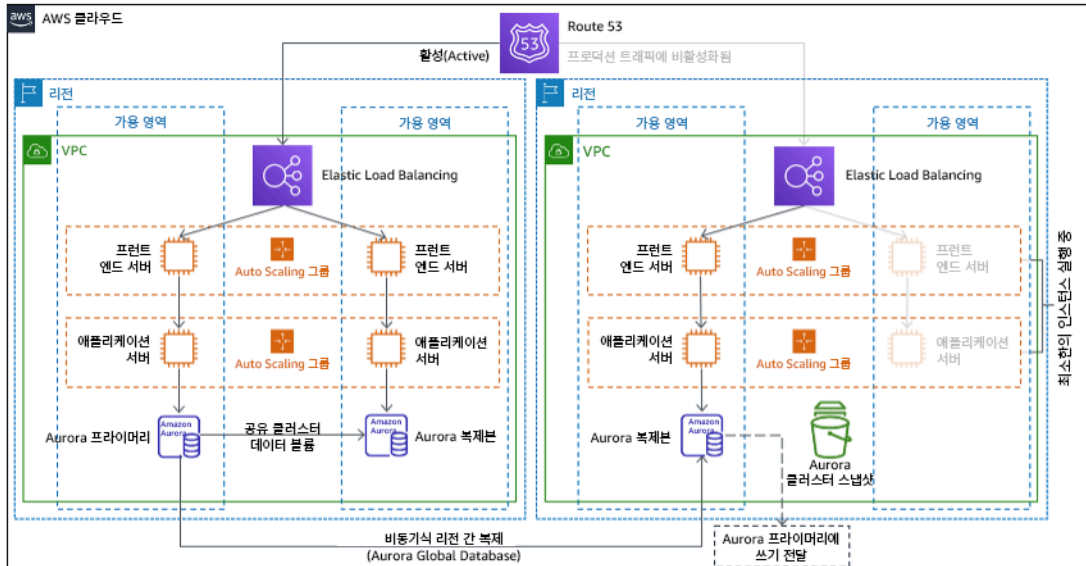 aws
AWS 클라우드
53
Route 53
활성(Active)
프로덕션 트래픽에 비활성화됨
리전
가용 영역
가용 영역
VPC
Elastic Load Balancing
프런트
엔드 서버
Auto Scaling 그룹
프런트
엔드 서버
애플리케이션
서버
Auto Scaling 그룹
애플리케이션
서버
Aurora 프라이머리
Amazon
Aurora
공유 클러스터
데이터 볼륨
Amazon
Aurora
Aurora 복제본
리전
가용 영역
가용 영역
VPC
Elastic Load Balancing
프런트
엔드 서버
Auto Scaling 그룹
프런트
엔드 서버
애플리케이션
서버
Auto Scaling 그룹
애플리케이션
서버
최소한의 인스턴스 실행 중
Aurora 복제본
Amazon
Aurora
Aurora
클러스터 스냅샷
비동기식 리전 간 복제
(Aurora Global Database)
Aurora 프라이머리에
쓰기 전달